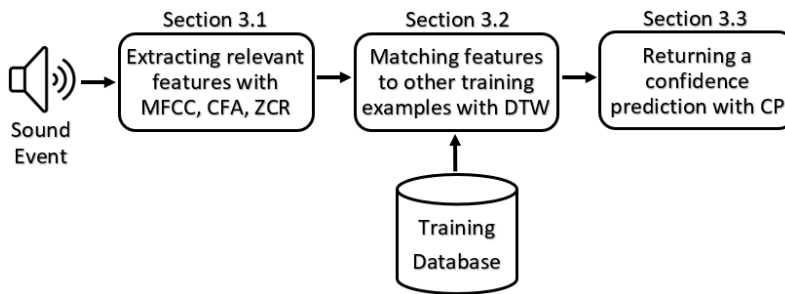 Section 3.1
Extracting relevant
features with
MFCC, CFA, ZCR
Section 3.2
Matching features
to other training
examples with DTW
Section 3.3
Returning a
confidence
prediction with CP
Sound
Event
Training
Database